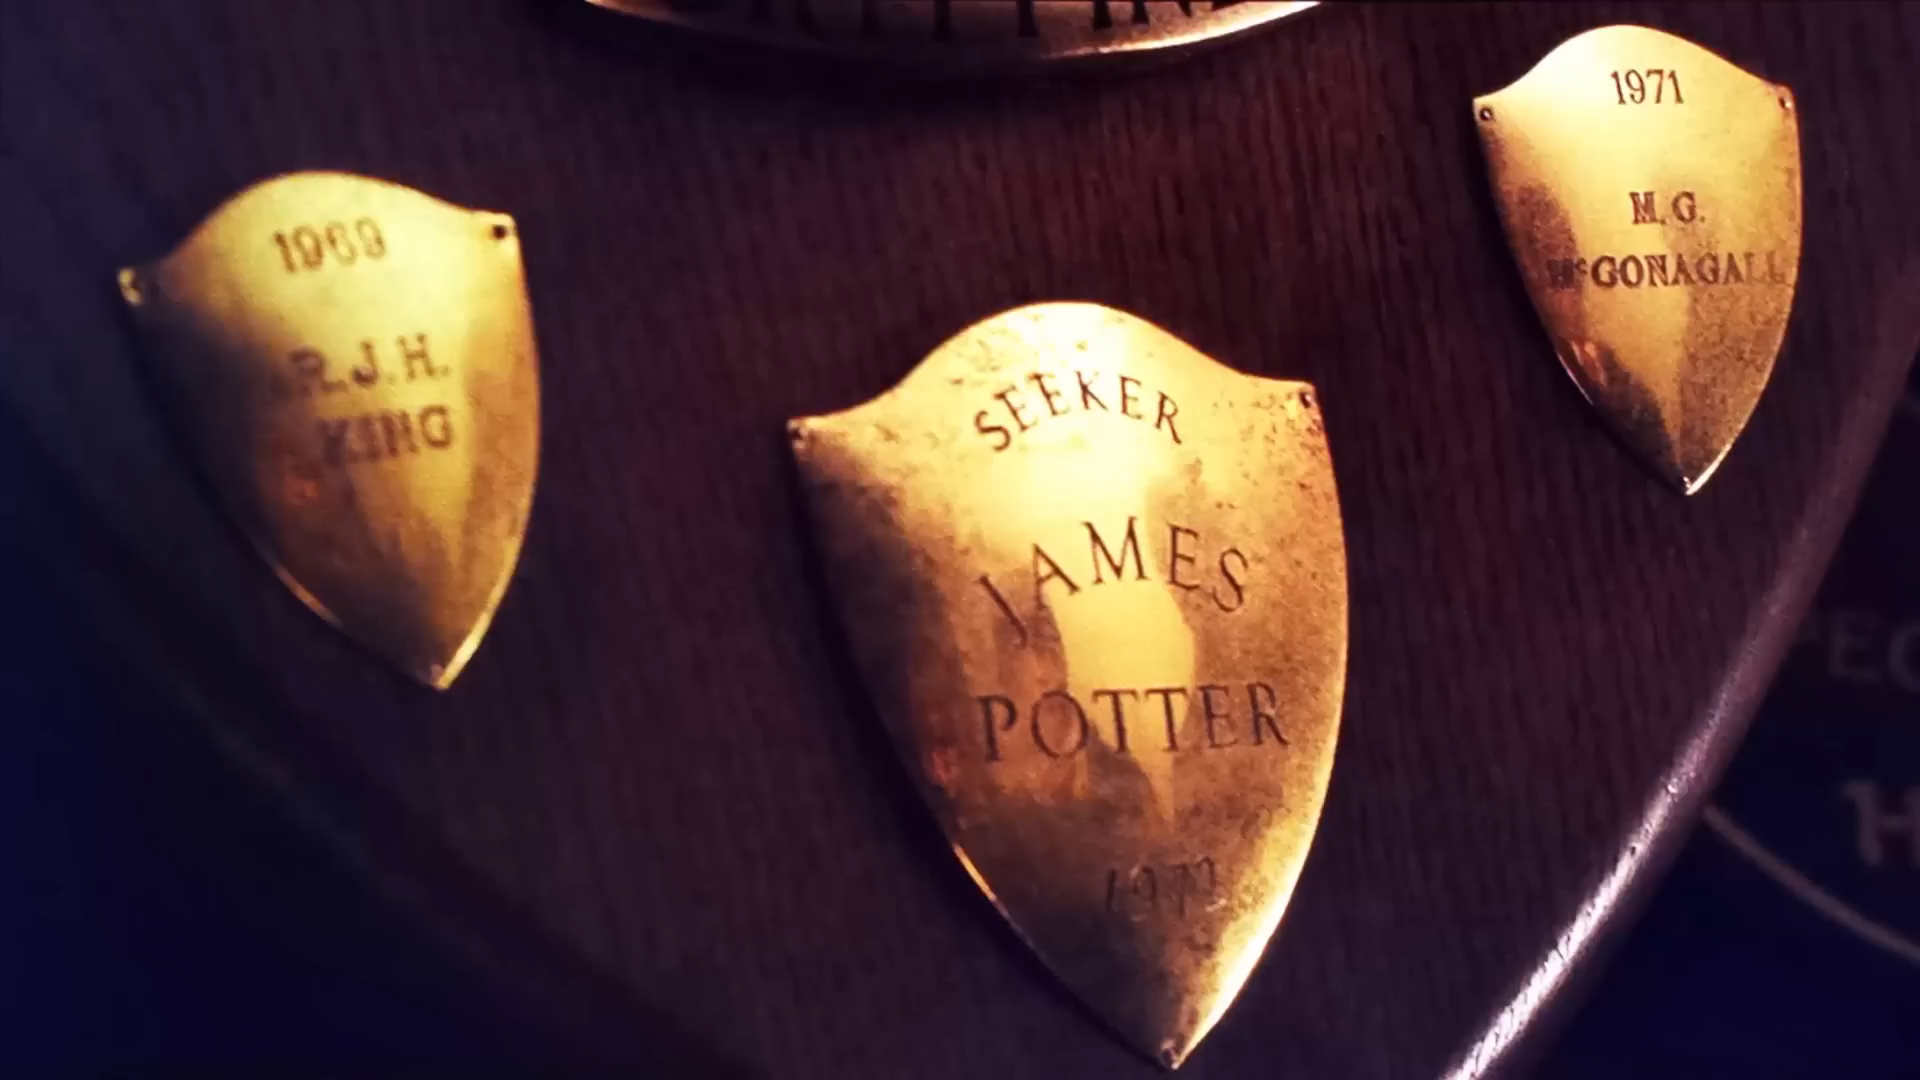 1969
R.J.H.
KING
SEEKER
JAMES
POTTER
1971
M.G.
McGONAGALL